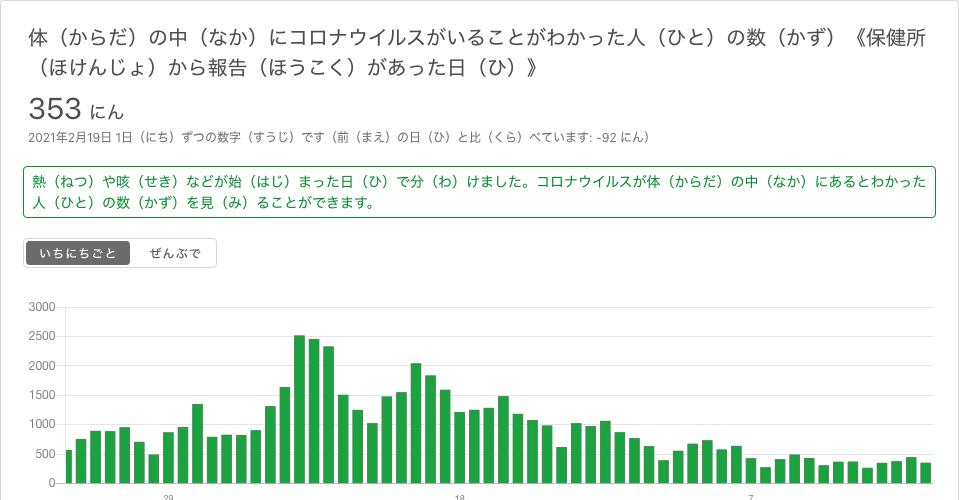 体（からだ）の中（なか）にコロナウイルスがいることがわかった人（ひと）の数（かず）《保健所
（ほけんじょ）から報告（ほうこく）があった日（ひ）》
353 にん
2021年2月19日 1日（にち）ずつの数字（すうじ）です（前（まえ）の日（ひ）と比（くら）べています: -92 にん）
熱（ねつ）や咳（せき）などが始（はじ）まった日（ひ）で分（わ）けました。コロナウイルスが体（からだ）の中（なか）にあるとわかった
人（ひと）の数（かず）を見（み）ることができます。
いちにちごと ぜんぶで
3000
2500
2000
1500
1000
500
0
29 18 7